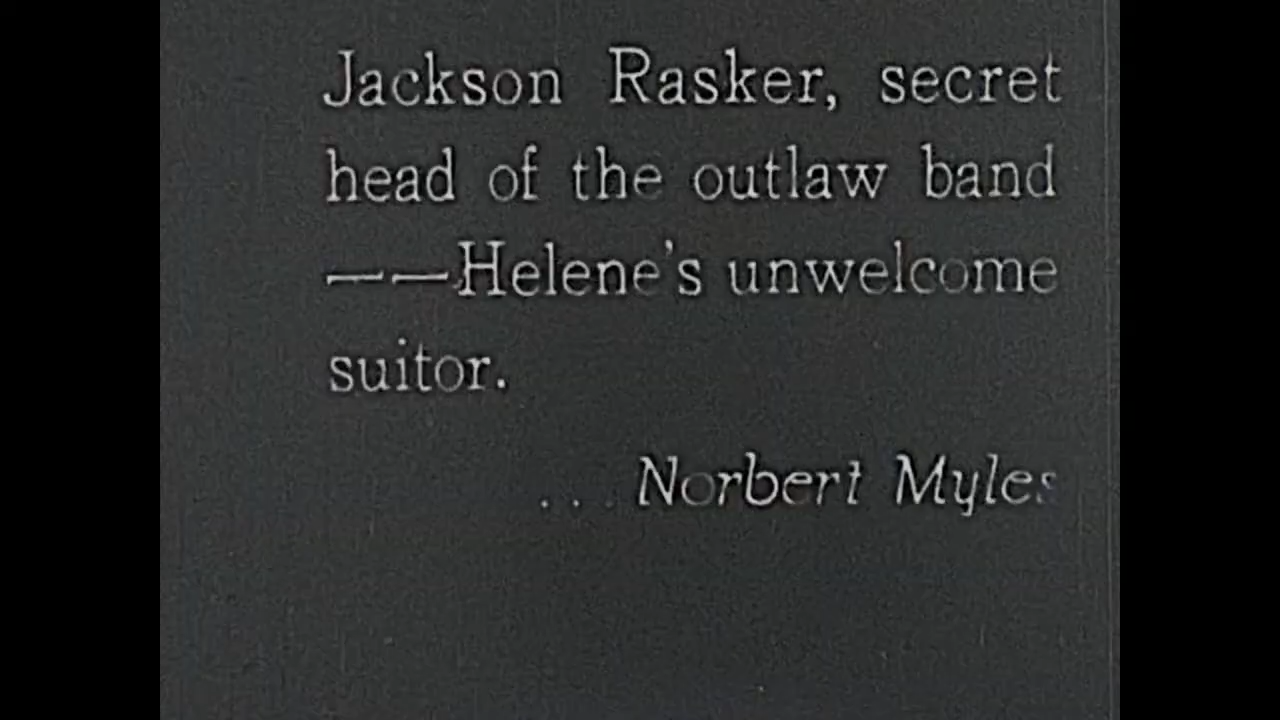 Jackson Rasker, secret
head of the outlaw band
——Helene's unwelcome
suitor.
... Norbert Myles